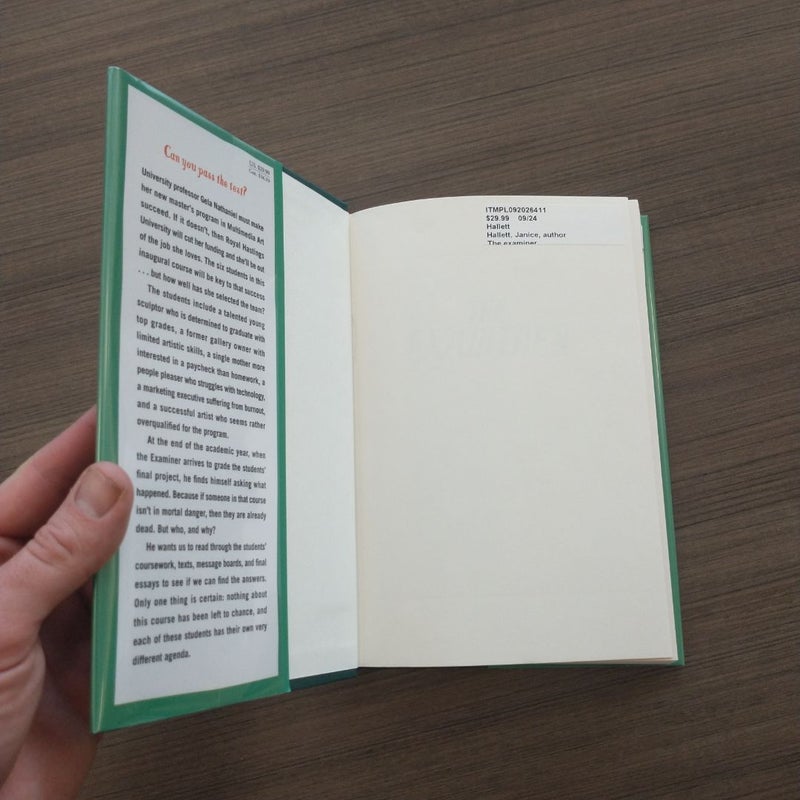 Can you pass the test?
University professor Gela Nathaniel must make
her new master's program in Multimedia Art
succeed. If it doesn't, then Royal Hastings
University will cut her funding and she'll be out
of the job she loves. The six students in this
inaugural course will be key to that success
. . . but how well has she selected the team?
The students include a talented young
sculptor who is determined to graduate with
top grades, a former gallery owner with
limited artistic skills, a single mother more
interested in a paycheck than homework, a
people pleaser who struggles with technology,
a marketing executive suffering from burnout,
and a successful artist who seems rather
overqualified for the program.
At the end of the academic year, when
the Examiner arrives to grade the students'
final project, he finds himself asking what
happened. Because if someone in that course
isn't in mortal danger, then they are already
dead. But who, and why?
He wants us to read through the students'
coursework, texts, message boards, and final
essays to see if we can find the answers.
Only one thing is certain: nothing about
this course has been left to chance, and
each of these students has their own very
different agenda.
ITMPL092026411
$29.99 09/24
Hallett
Hallett, Janice, author
The examiner